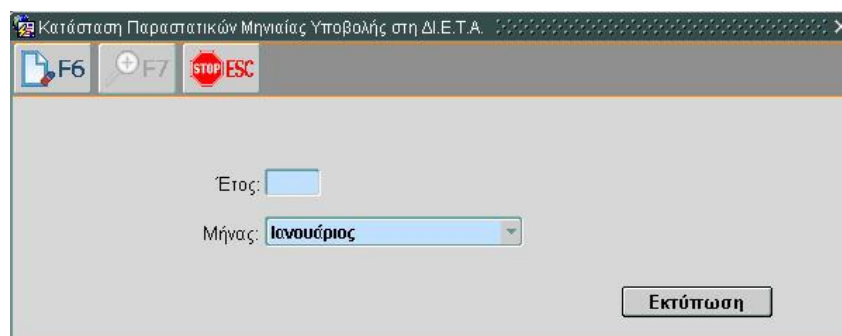 Κατάσταση Παραστατικών Μηνιαίας Υποβολής στη ΔΙ.Ε.Τ.Α.
F6 F7 STOP ESC
Έτος:
Μήνας: Ιανουάριος
Εκτύπωση